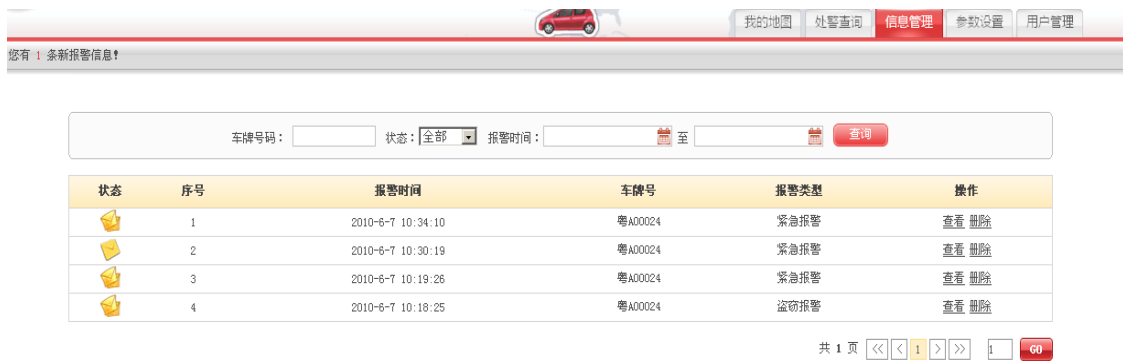 我的地图 处警查询 信息管理 参数设置 用户管理
您有 1 条新报警信息!
车牌号码: 状态: 全部 报警时间: 至 查询
状态 序号 报警时间 车牌号 报警类型 操作
1 2010-6-7 10:34:10 粤A00024 紧急报警 查看 删除
2 2010-6-7 10:30:19 粤A00024 紧急报警 查看 删除
3 2010-6-7 10:19:26 粤A00024 紧急报警 查看 删除
4 2010-6-7 10:18:25 粤A00024 盗窃报警 查看 删除
共 1 页 << < 1 > >> 1 GO